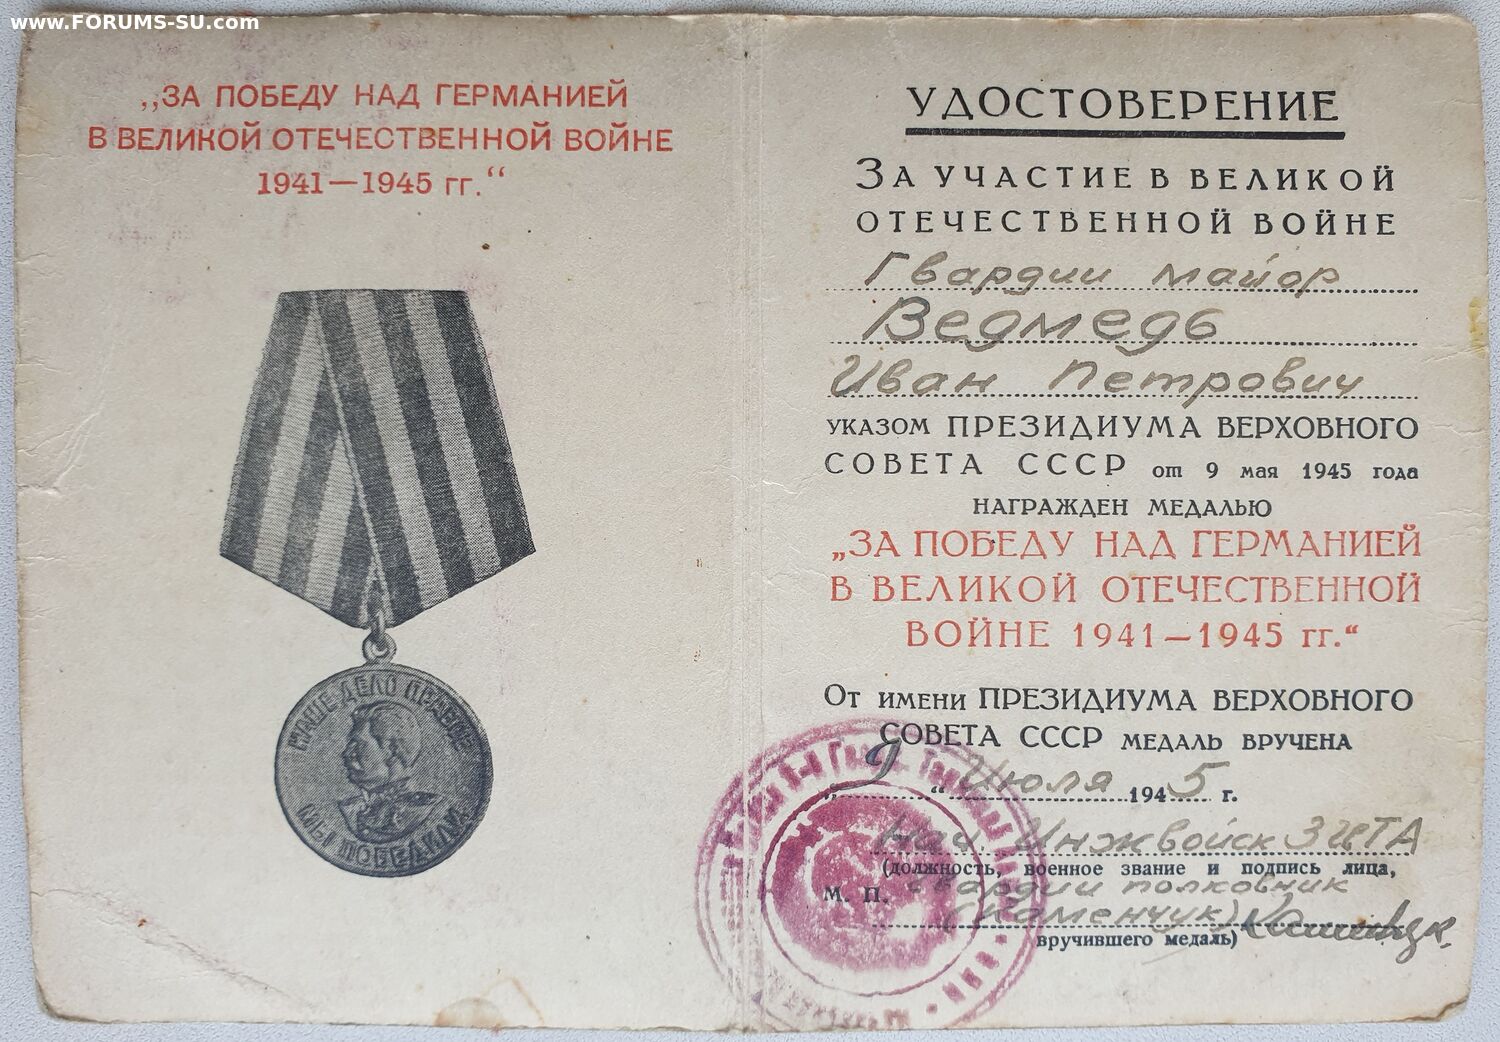 www.FORUMS-SU.com
„ЗА ПОБЕДУ НАД ГЕРМАНИЕЙ
В ВЕЛИКОЙ ОТЕЧЕСТВЕННОЙ ВОЙНЕ
1941—1945 гг.“
НАШЕ ДЕЛО ПРАВОЕ
МЫ ПОБЕДИЛИ
УДОСТОВЕРЕНИЕ
ЗА УЧАСТИЕ В ВЕЛИКОЙ
ОТЕЧЕСТВЕННОЙ ВОЙНЕ
Гвардии майор
Ведмедь
Иван Петрович
УКАЗОМ ПРЕЗИДИУМА ВЕРХОВНОГО
СОВЕТА СССР от 9 мая 1945 года
НАГРАЖДЕН МЕДАЛЬЮ
„ЗА ПОБЕДУ НАД ГЕРМАНИЕЙ
В ВЕЛИКОЙ ОТЕЧЕСТВЕННОЙ
ВОЙНЕ 1941—1945 гг.“
От имени ПРЕЗИДИУМА ВЕРХОВНОГО
СОВЕТА СССР МЕДАЛЬ ВРУЧЕНА
„9“ Июля 1945 г.
Нач. Инжвойск 3 гв ТА
(должность, военное звание и подпись лица,
М. П. Гвардии полковник
(Каменчук)
вручившего медаль)